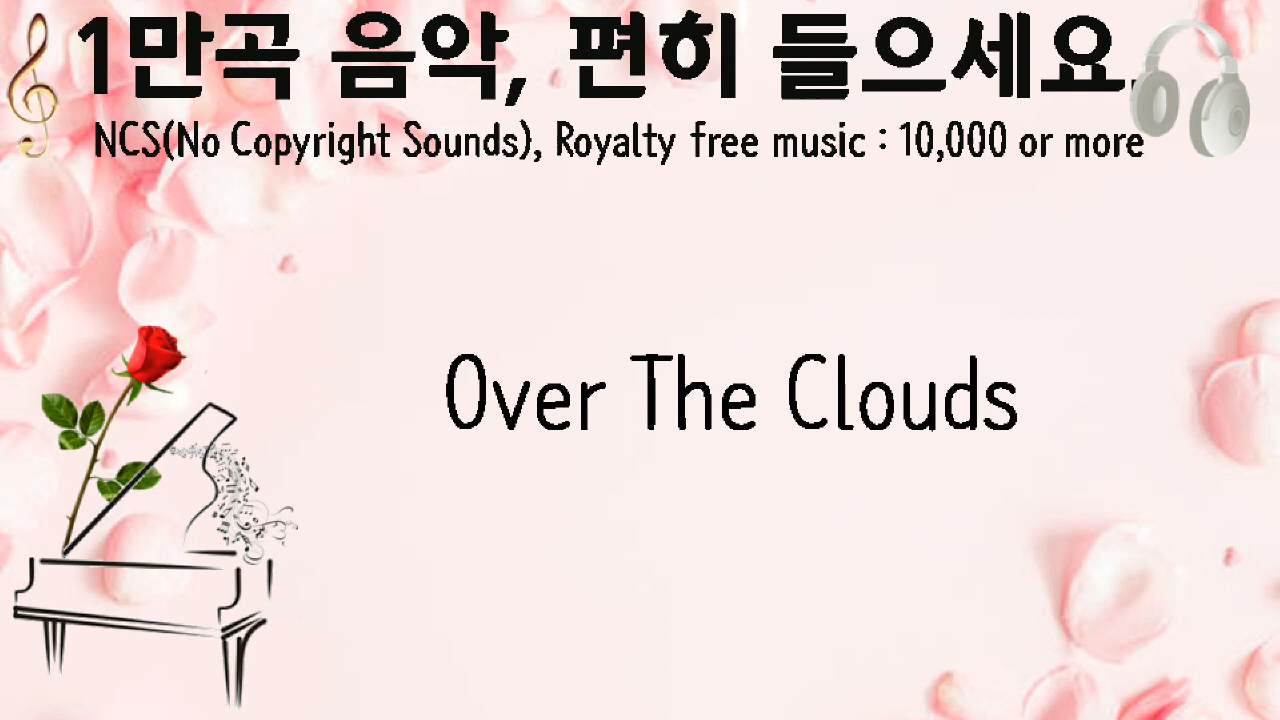 1만곡 음악, 편히 들으세요.
NCS(No Copyright Sounds), Royalty free music : 10,000 or more
Over The Clouds